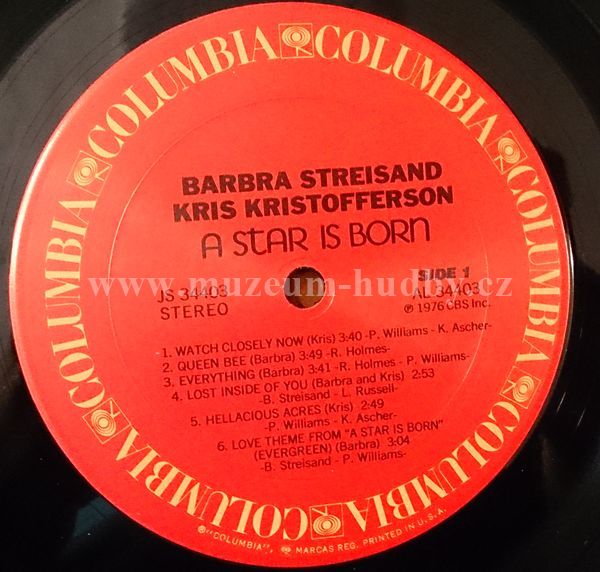 COLUMBIA COLUMBIA COLUMBIA COLUMBIA COLUMBIA COLUMBIA
BARBRA STREISAND
KRIS KRISTOFFERSON
A STAR IS BORN
www.muzeum-hudby.cz
JS 34403
STEREO
SIDE 1
AL 34403
℗ 1976 CBS Inc.
1. WATCH CLOSELY NOW (Kris) 3:40 -P. Williams - K. Ascher-
2. QUEEN BEE (Barbra) 3:49 -R. Holmes-
3. EVERYTHING (Barbra) 3:41 -R. Holmes - P. Williams-
4. LOST INSIDE OF YOU (Barbra and Kris) 2:53
-B. Streisand - L. Russell-
5. HELLACIOUS ACRES (Kris) 2:49
-P. Williams - K. Ascher-
6. LOVE THEME FROM "A STAR IS BORN"
(EVERGREEN) (Barbra) 3:04
-B. Streisand - P. Williams-
®"COLUMBIA", MARCAS REG. PRINTED IN U.S.A.